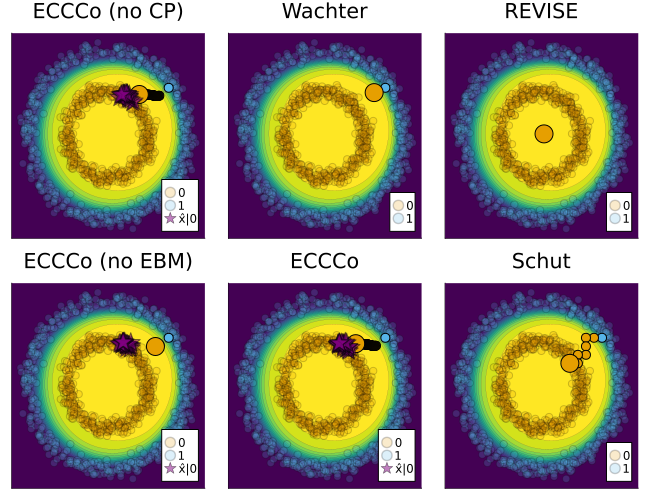 ECCCo (no CP)
Wachter
REVISE
0
1
x̂|0
0
1
0
1
ECCCo (no EBM)
ECCCo
Schut
0
1
x̂|0
0
1
x̂|0
0
1